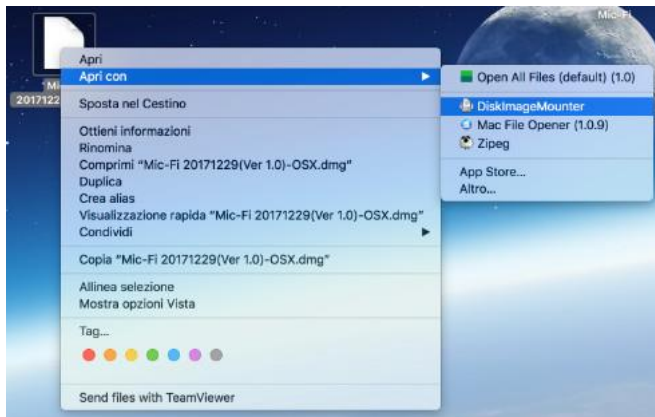 Mic-Fi
Mi
2017122
Apri
Apri con
Sposta nel Cestino
Ottieni informazioni
Rinomina
Comprimi “Mic-Fi 20171229(Ver 1.0)-OSX.dmg”
Duplica
Crea alias
Visualizzazione rapida “Mic-Fi 20171229(Ver 1.0)-OSX.dmg”
Condividi
Copia “Mic-Fi 20171229(Ver 1.0)-OSX.dmg”
Allinea selezione
Mostra opzioni Vista
Tag...
Send files with TeamViewer
Open All Files (default) (1.0)
DiskImageMounter
Mac File Opener (1.0.9)
Zipeg
App Store...
Altro...